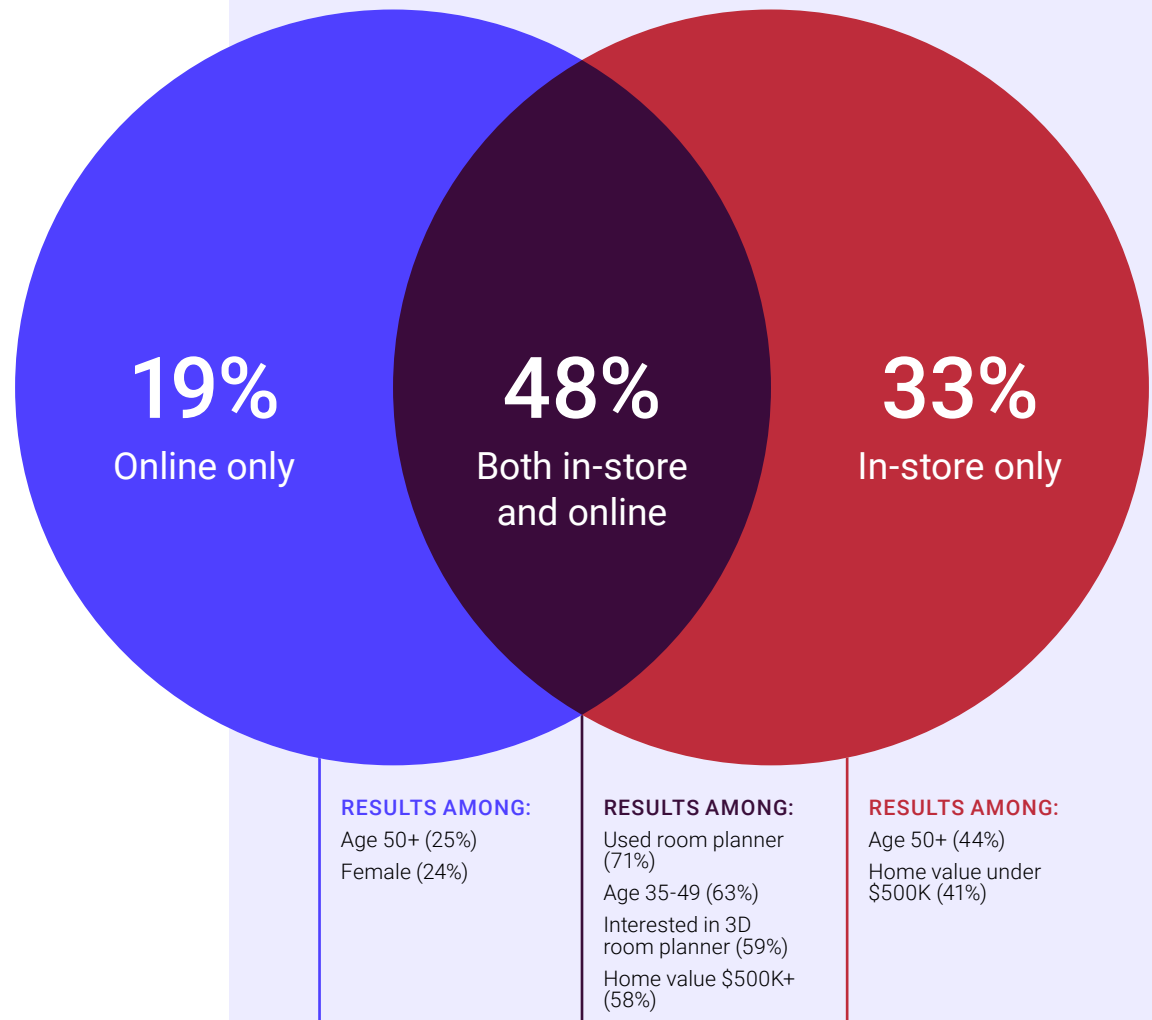 19%
Online only
48%
Both in-store
and online
33%
In-store only
RESULTS AMONG:
Age 50+ (25%)
Female (24%)
RESULTS AMONG:
Used room planner
(71%)
Age 35-49 (63%)
Interested in 3D
room planner (59%)
Home value $500K+
(58%)
RESULTS AMONG:
Age 50+ (44%)
Home value under
$500K (41%)